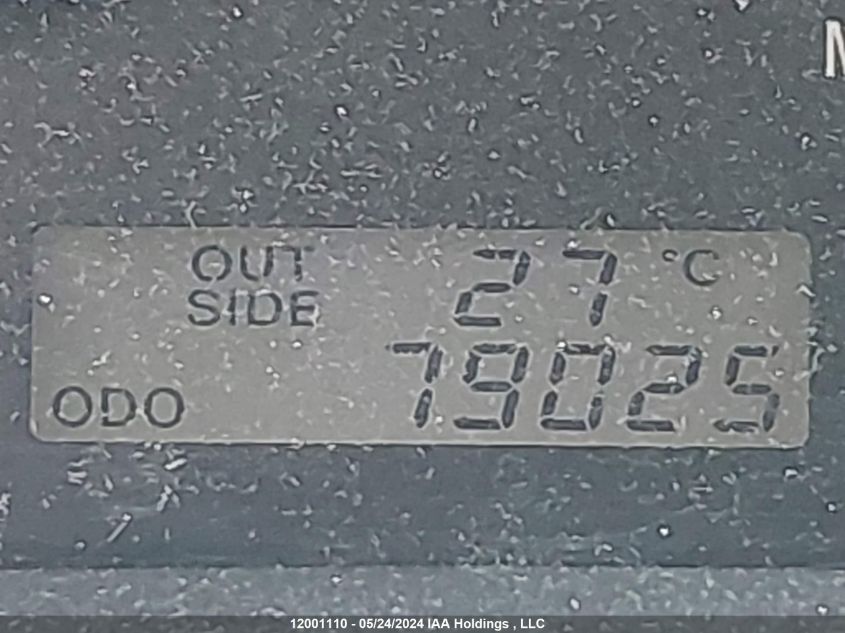 M
OUT 27 °C
SIDE
ODO 79025
12001110 - 05/24/2024 IAA Holdings , LLC